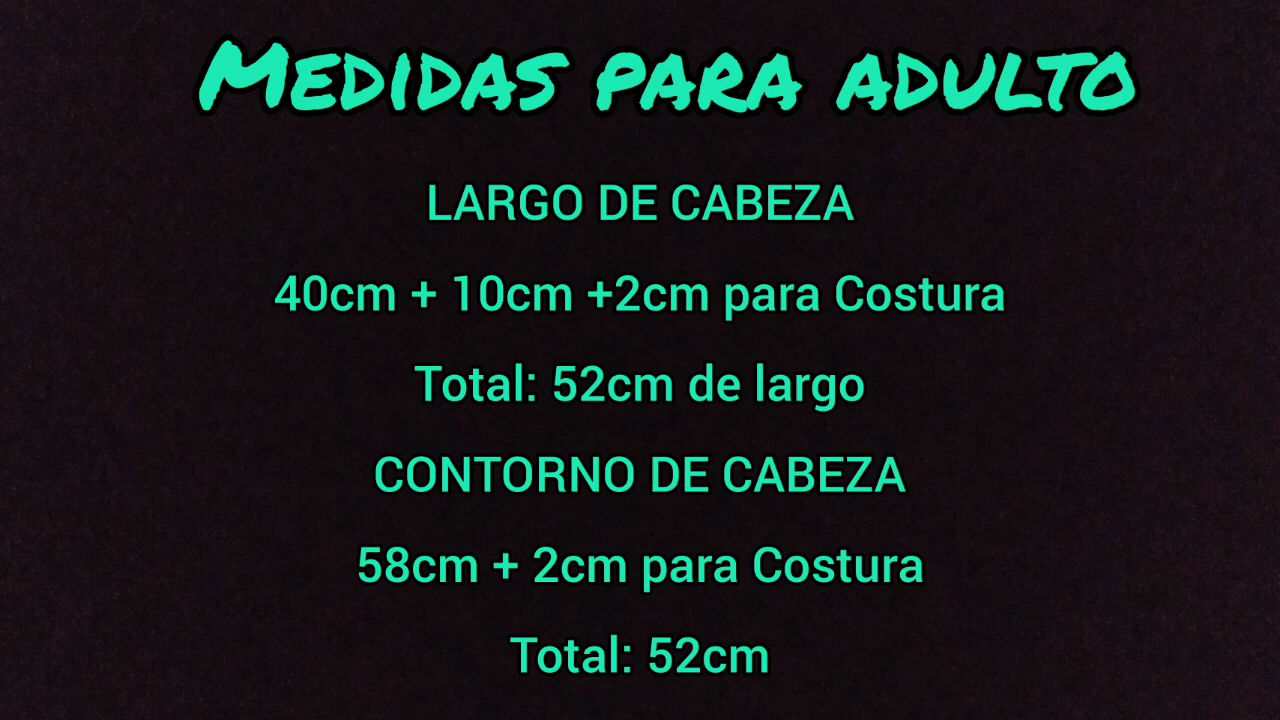 MEDIDAS PARA ADULTO
LARGO DE CABEZA
40cm + 10cm +2cm para Costura
Total: 52cm de largo
CONTORNO DE CABEZA
58cm + 2cm para Costura
Total: 52cm